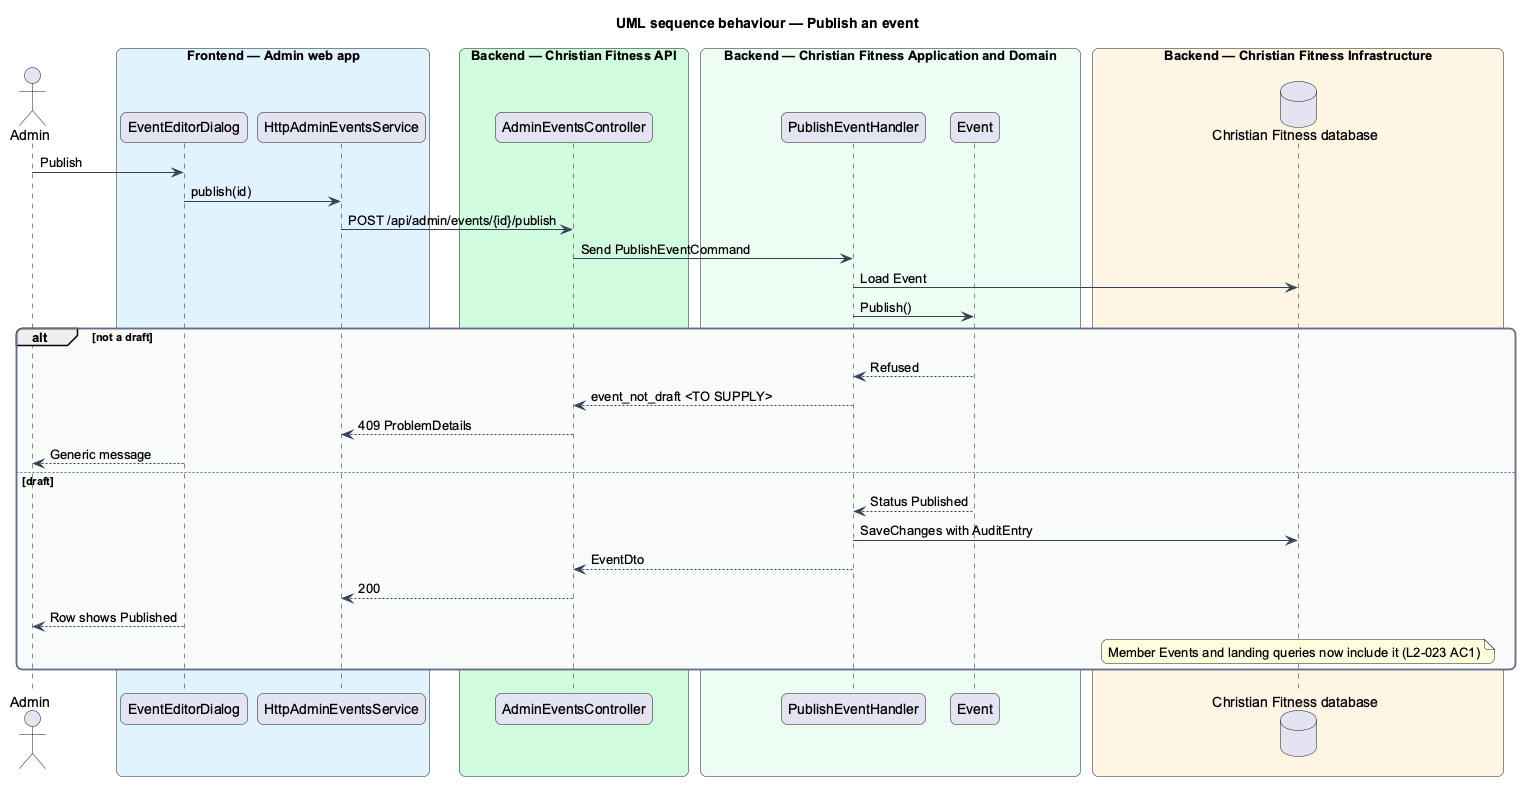 UML sequence behaviour — Publish an event
Frontend — Admin web app
Backend — Christian Fitness API
Backend — Christian Fitness Application and Domain
Backend — Christian Fitness Infrastructure
Admin
EventEditorDialog
HttpAdminEventsService
AdminEventsController
PublishEventHandler
Event
Christian Fitness database
Publish
publish(id)
POST /api/admin/events/{id}/publish
Send PublishEventCommand
Load Event
Publish()
alt
[not a draft]
Refused
event_not_draft <TO SUPPLY>
409 ProblemDetails
Generic message
[draft]
Status Published
SaveChanges with AuditEntry
EventDto
200
Row shows Published
Member Events and landing queries now include it (L2-023 AC1)
Admin
EventEditorDialog
HttpAdminEventsService
AdminEventsController
PublishEventHandler
Event
Christian Fitness database